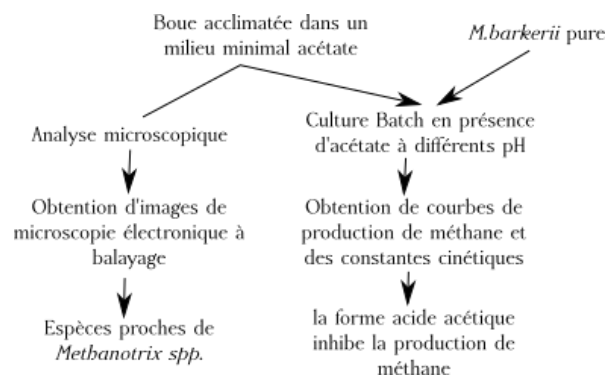 Boue acclimatée dans un
milieu minimal acétate
M.barkerii pure
Analyse microscopique
Culture Batch en présence
d'acétate à différents pH
Obtention d'images de
microscopie électronique à
balayage
Obtention de courbes de
production de méthane et
des constantes cinétiques
Espèces proches de
Methanotrix spp.
la forme acide acétique
inhibe la production de
méthane